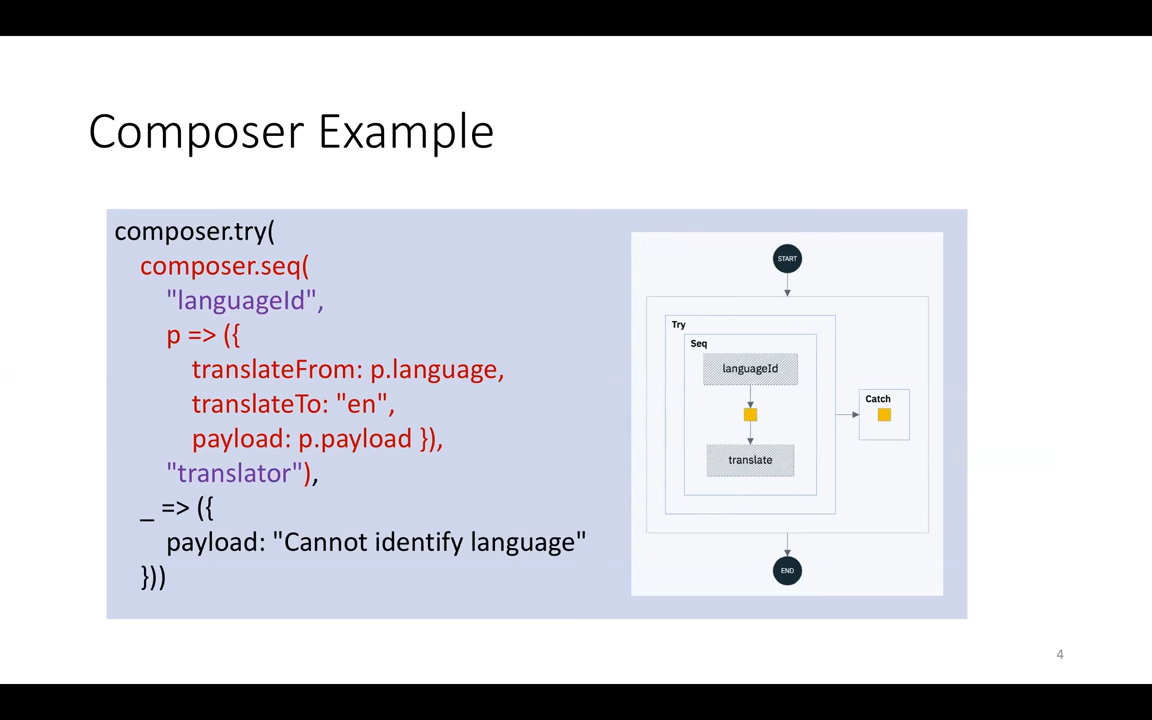 Composer Example
composer.try(
composer.seq(
"languageId",
p => ({
translateFrom: p.language,
translateTo: "en",
payload: p.payload }),
"translator"),
_ => ({
payload: "Cannot identify language"
}))
START
Try
Seq
languageId
translate
Catch
END
4